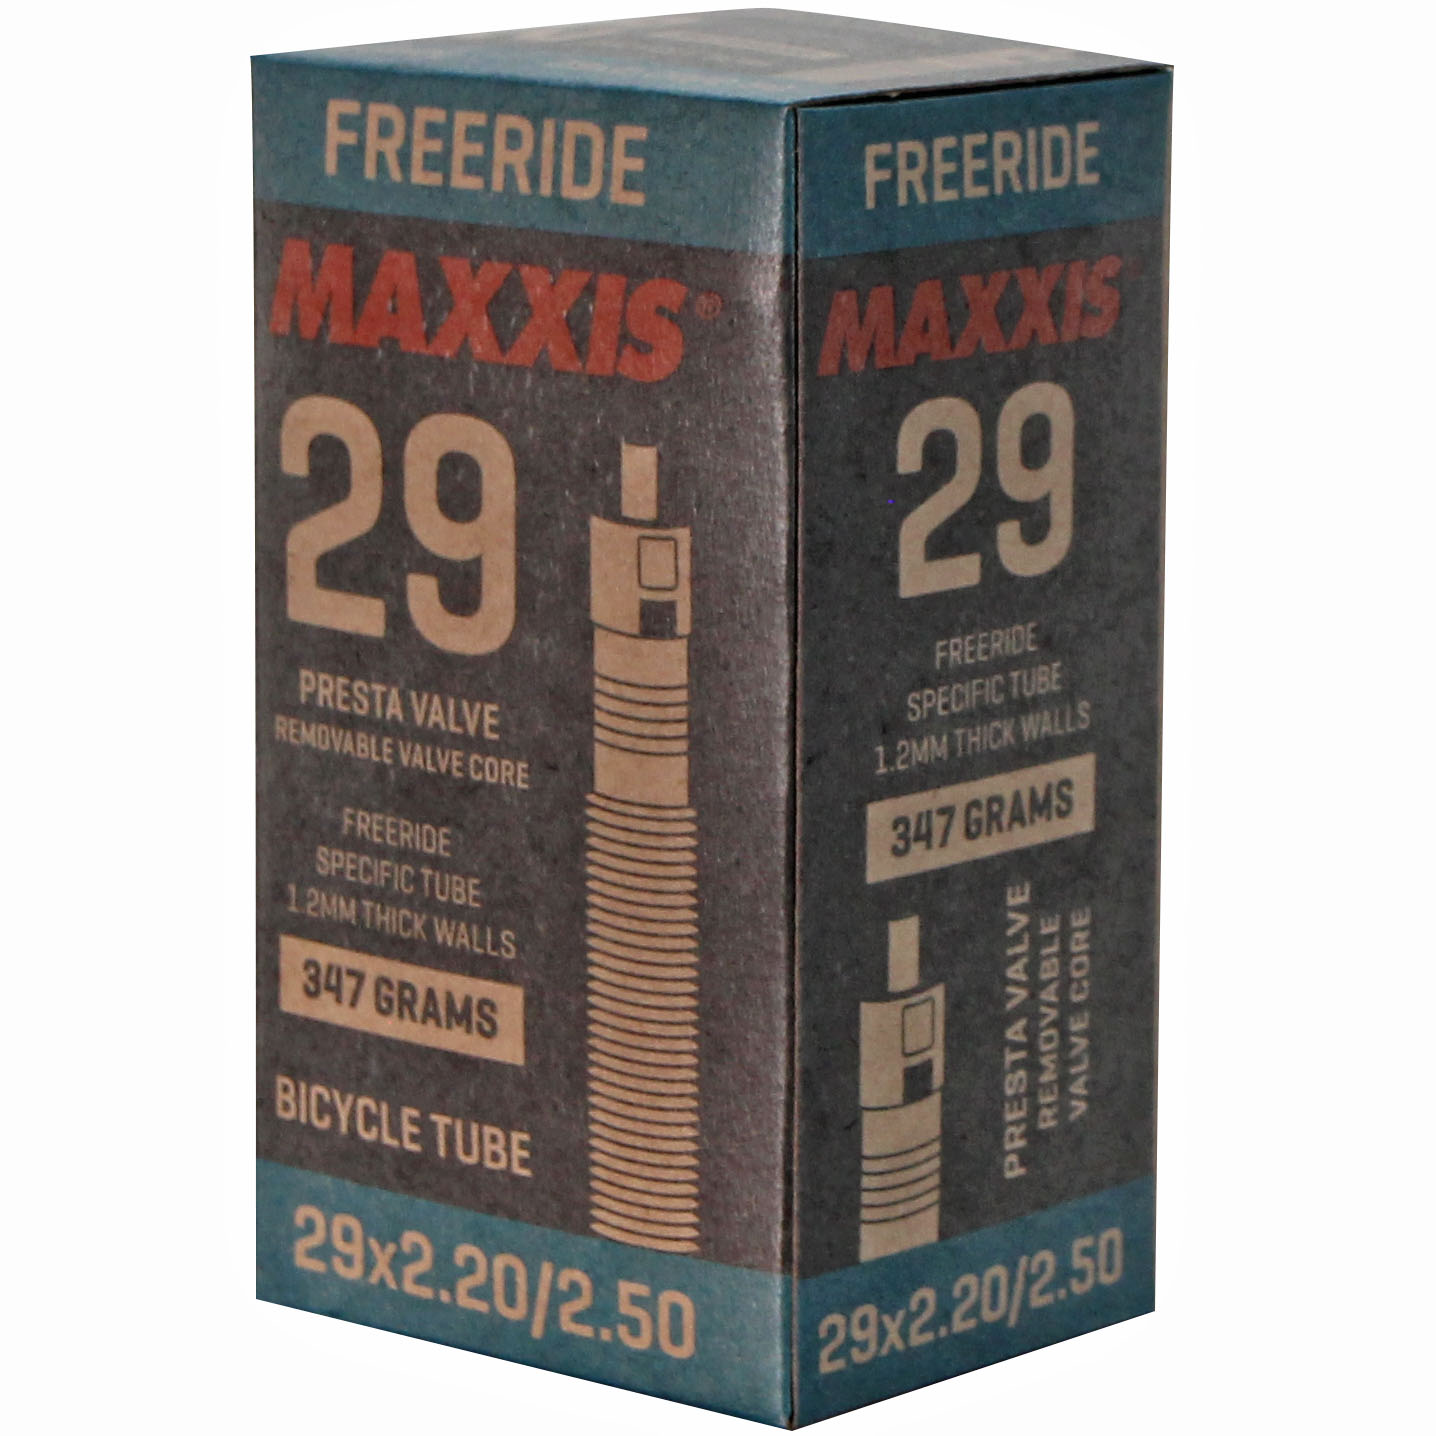 FREERIDE
MAXXIS®
29
PRESTA VALVE
REMOVABLE VALVE CORE
FREERIDE
SPECIFIC TUBE
1.2MM THICK WALLS
347 GRAMS
BICYCLE TUBE
29x2.20/2.50
FREERIDE
MAXXIS
29
FREERIDE
SPECIFIC TUBE
1.2MM THICK WALLS
347 GRAMS
PRESTA VALVE
REMOVABLE
VALVE CORE
29x2.20/2.50